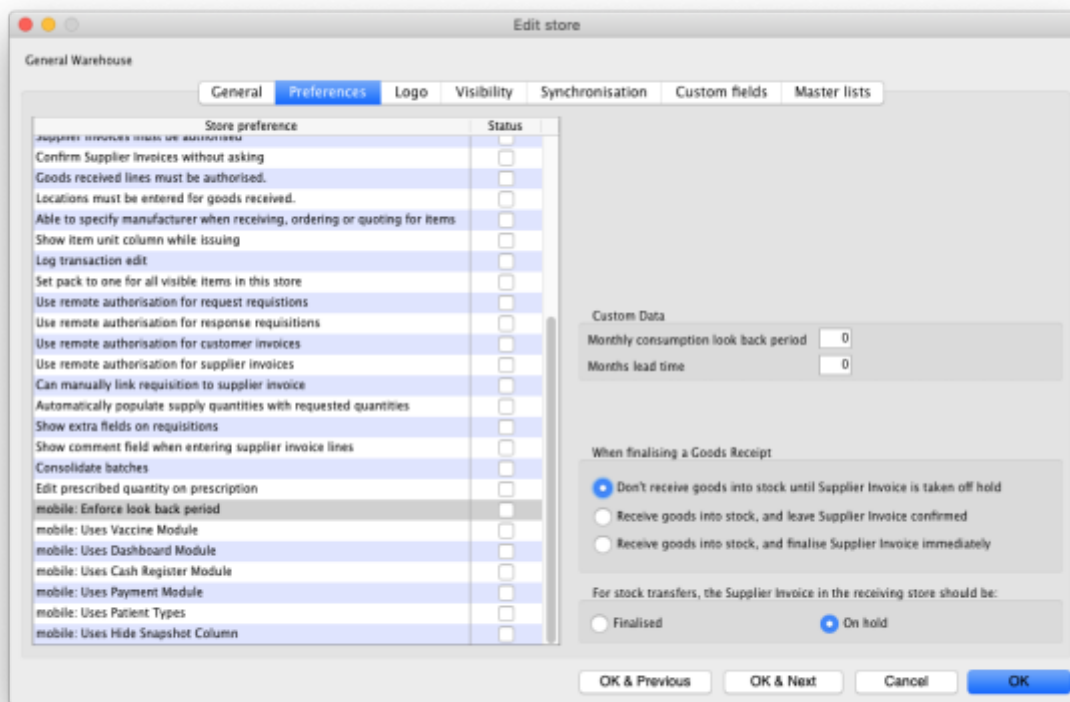 Edit store
General Warehouse
General Preferences Logo Visibility Synchronisation Custom fields Master lists
Store preference Status
Supplier invoices must be authorised
Confirm Supplier Invoices without asking
Goods received lines must be authorised.
Locations must be entered for goods received.
Able to specify manufacturer when receiving, ordering or quoting for items
Show item unit column while issuing
Log transaction edit
Set pack to one for all visible items in this store
Use remote authorisation for request requistions
Use remote authorisation for response requisitions
Use remote authorisation for customer invoices
Use remote authorisation for supplier invoices
Can manually link requisition to supplier invoice
Automatically populate supply quantities with requested quantities
Show extra fields on requisitions
Show comment field when entering supplier invoice lines
Consolidate batches
Edit prescribed quantity on prescription
mobile: Enforce look back period
mobile: Uses Vaccine Module
mobile: Uses Dashboard Module
mobile: Uses Cash Register Module
mobile: Uses Payment Module
mobile: Uses Patient Types
mobile: Uses Hide Snapshot Column
Custom Data
Monthly consumption look back period 0
Months lead time 0
When finalising a Goods Receipt
Don't receive goods into stock until Supplier Invoice is taken off hold
Receive goods into stock, and leave Supplier Invoice confirmed
Receive goods into stock, and finalise Supplier Invoice immediately
For stock transfers, the Supplier Invoice in the receiving store should be:
Finalised On hold
OK & Previous OK & Next Cancel OK